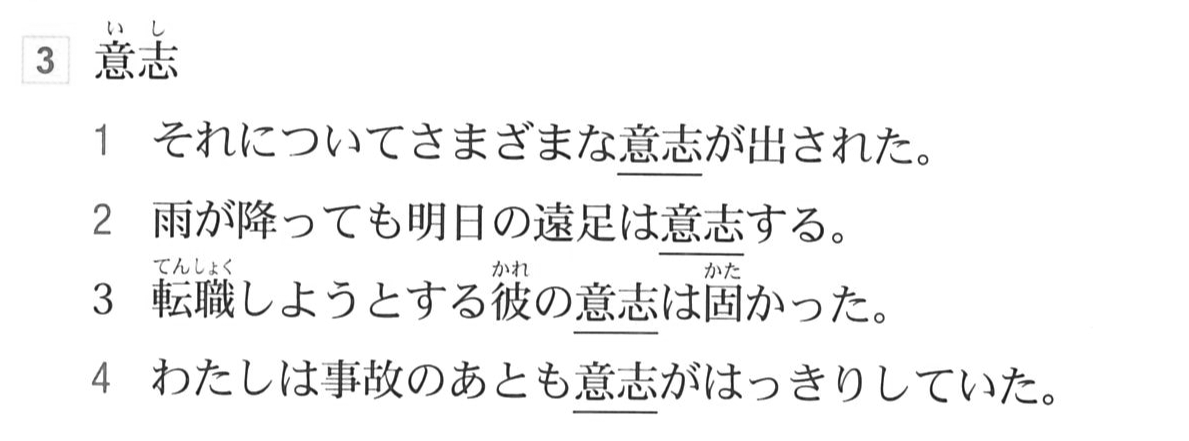 いし
3 意志
1 それについてさまざまな意志が出された。
2 雨が降っても明日の遠足は意志する。
てんしょく かれ かた
3 転職しようとする彼の意志は固かった。
4 わたしは事故のあとも意志がはっきりしていた。